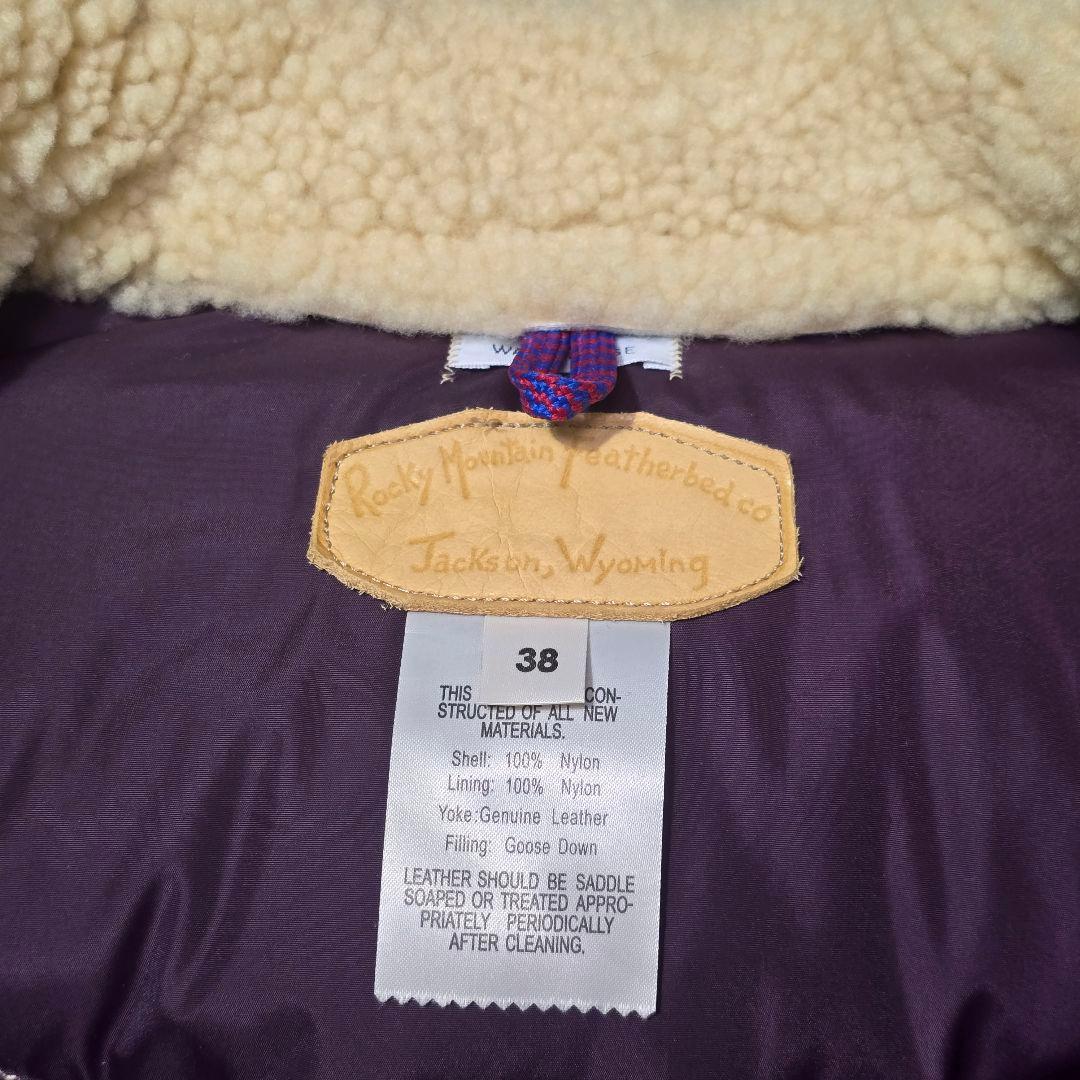 Rocky Mountain Featherbed co
Jackson, Wyoming
38
THIS CON-
STRUCTED OF ALL NEW
MATERIALS.
Shell: 100% Nylon
Lining: 100% Nylon
Yoke:Genuine Leather
Filling: Goose Down
LEATHER SHOULD BE SADDLE
SOAPED OR TREATED APPRO-
PRIATELY PERIODICALLY
AFTER CLEANING.